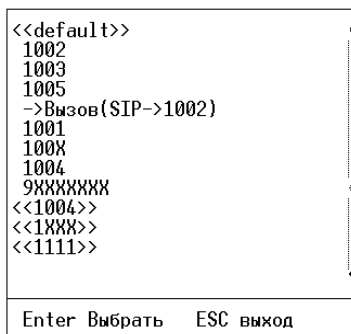 <<default>>
1002
1003
1005
->Вызов(SIP->1002)
1001
100X
1004
9XXXXXXX
<<1004>>
<<1XXX>>
<<1111>>
Enter Выбрать ESC выход